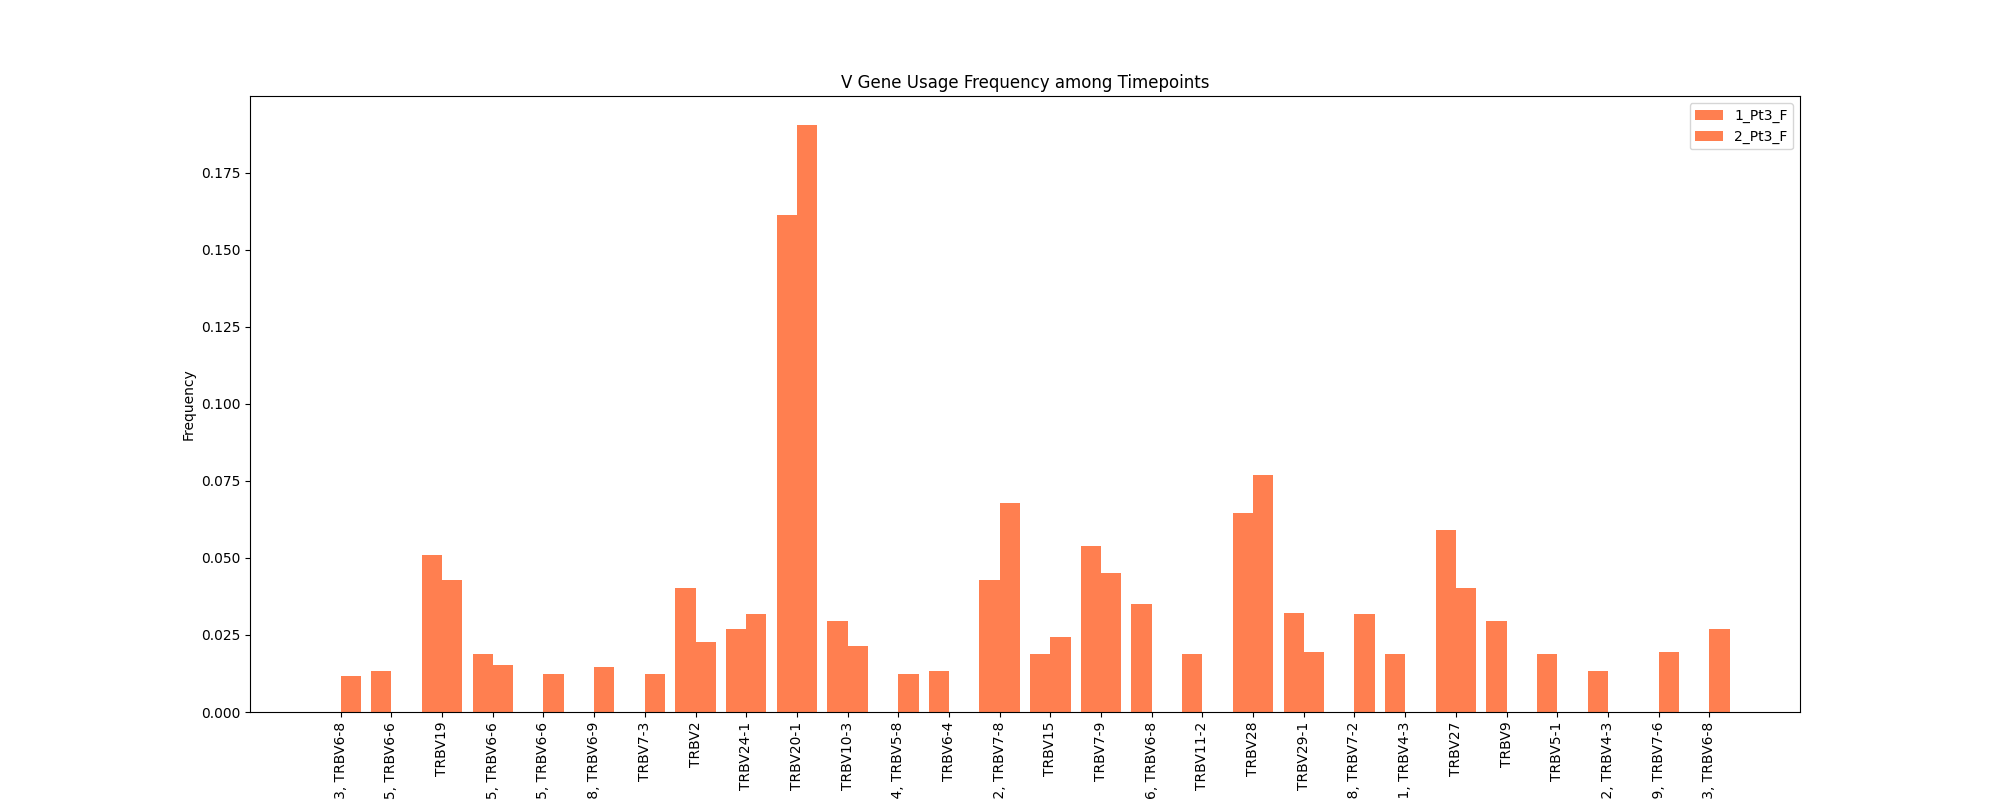 V Gene Usage Frequency among Timepoints
1_Pt3_F
2_Pt3_F
0.175
0.150
0.125
0.100
0.075
0.050
0.025
0.000
Frequency
3, TRBV6-8
5, TRBV6-6
TRBV19
5, TRBV6-6
5, TRBV6-6
8, TRBV6-9
TRBV7-3
TRBV2
TRBV24-1
TRBV20-1
TRBV10-3
4, TRBV5-8
TRBV6-4
2, TRBV7-8
TRBV15
TRBV7-9
6, TRBV6-8
TRBV11-2
TRBV28
TRBV29-1
8, TRBV7-2
1, TRBV4-3
TRBV27
TRBV9
TRBV5-1
2, TRBV4-3
9, TRBV7-6
3, TRBV6-8